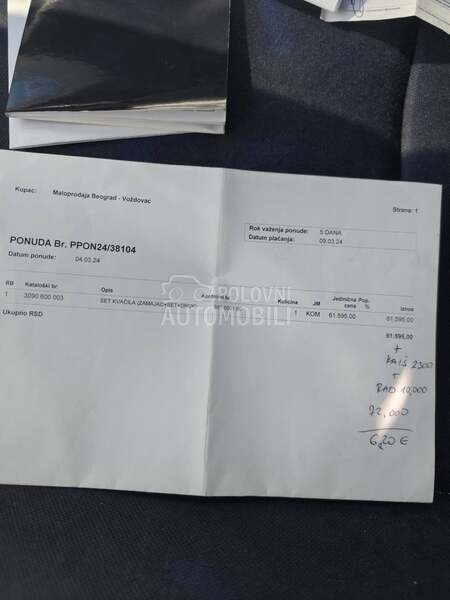 Kupac: Maloprodaja Beograd - Voždovac
Strana: 1
Rok važenja ponude: 5 DANA
Datum plaćanja: 09.03.24
PONUDA Br. PPON24/38104
Datum ponude: 04.03.24
RB Kataloški br. Opis Količina JM Jedinična cena Pop. % Iznos
1 3090 600 003 SET KVAČILA (ZAMAJAC+SET+DRUK 1 KOM 61.595,00 61.595,00
Ukupno RSD 61.595,00
POLOVNI
AUTOMOBILI
+
KAIŠ 2300
+
RAD 10,000
72,000
620 €